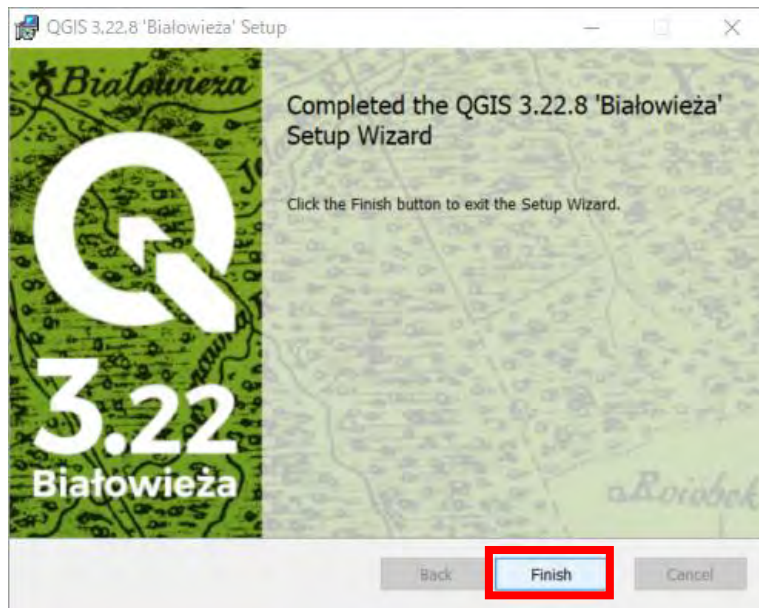 QGIS 3.22.8 'Białowieża' Setup
Białowieża
Completed the QGIS 3.22.8 'Białowieża'
Setup Wizard
Click the Finish button to exit the Setup Wizard.
3.22
Białowieża
Back
Finish
Cancel